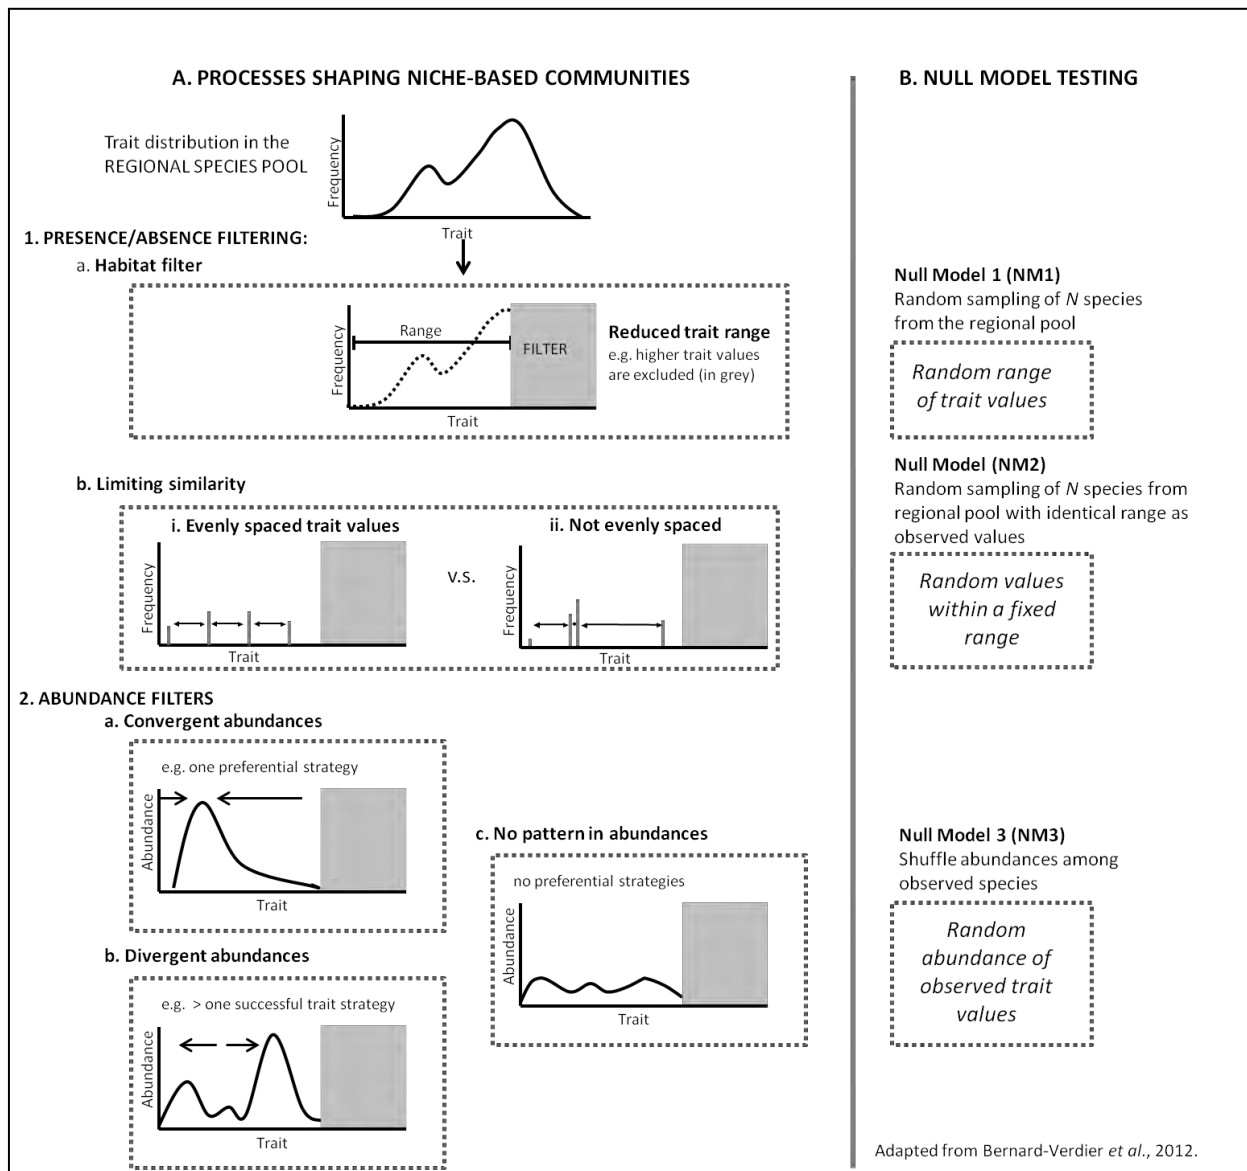 A. PROCESSES SHAPING NICHE-BASED COMMUNITIES
Trait distribution in the
REGIONAL SPECIES POOL
Frequency
Trait
1. PRESENCE/ABSENCE FILTERING:
a. Habitat filter
Frequency
Range
FILTER
Trait
Reduced trait range
e.g. higher trait values
are excluded (in grey)
b. Limiting similarity
i. Evenly spaced trait values
Frequency
Trait
v.s.
ii. Not evenly spaced
Frequency
Trait
2. ABUNDANCE FILTERS
a. Convergent abundances
e.g. one preferential strategy
Abundance
Trait
b. Divergent abundances
e.g. > one successful trait strategy
Abundance
Trait
c. No pattern in abundances
no preferential strategies
Abundance
Trait
B. NULL MODEL TESTING
Null Model 1 (NM1)
Random sampling of N species
from the regional pool
Random range
of trait values
Null Model (NM2)
Random sampling of N species from
regional pool with identical range as
observed values
Random values
within a fixed
range
Null Model 3 (NM3)
Shuffle abundances among
observed species
Random
abundance of
observed trait
values
Adapted from Bernard-Verdier et al., 2012.